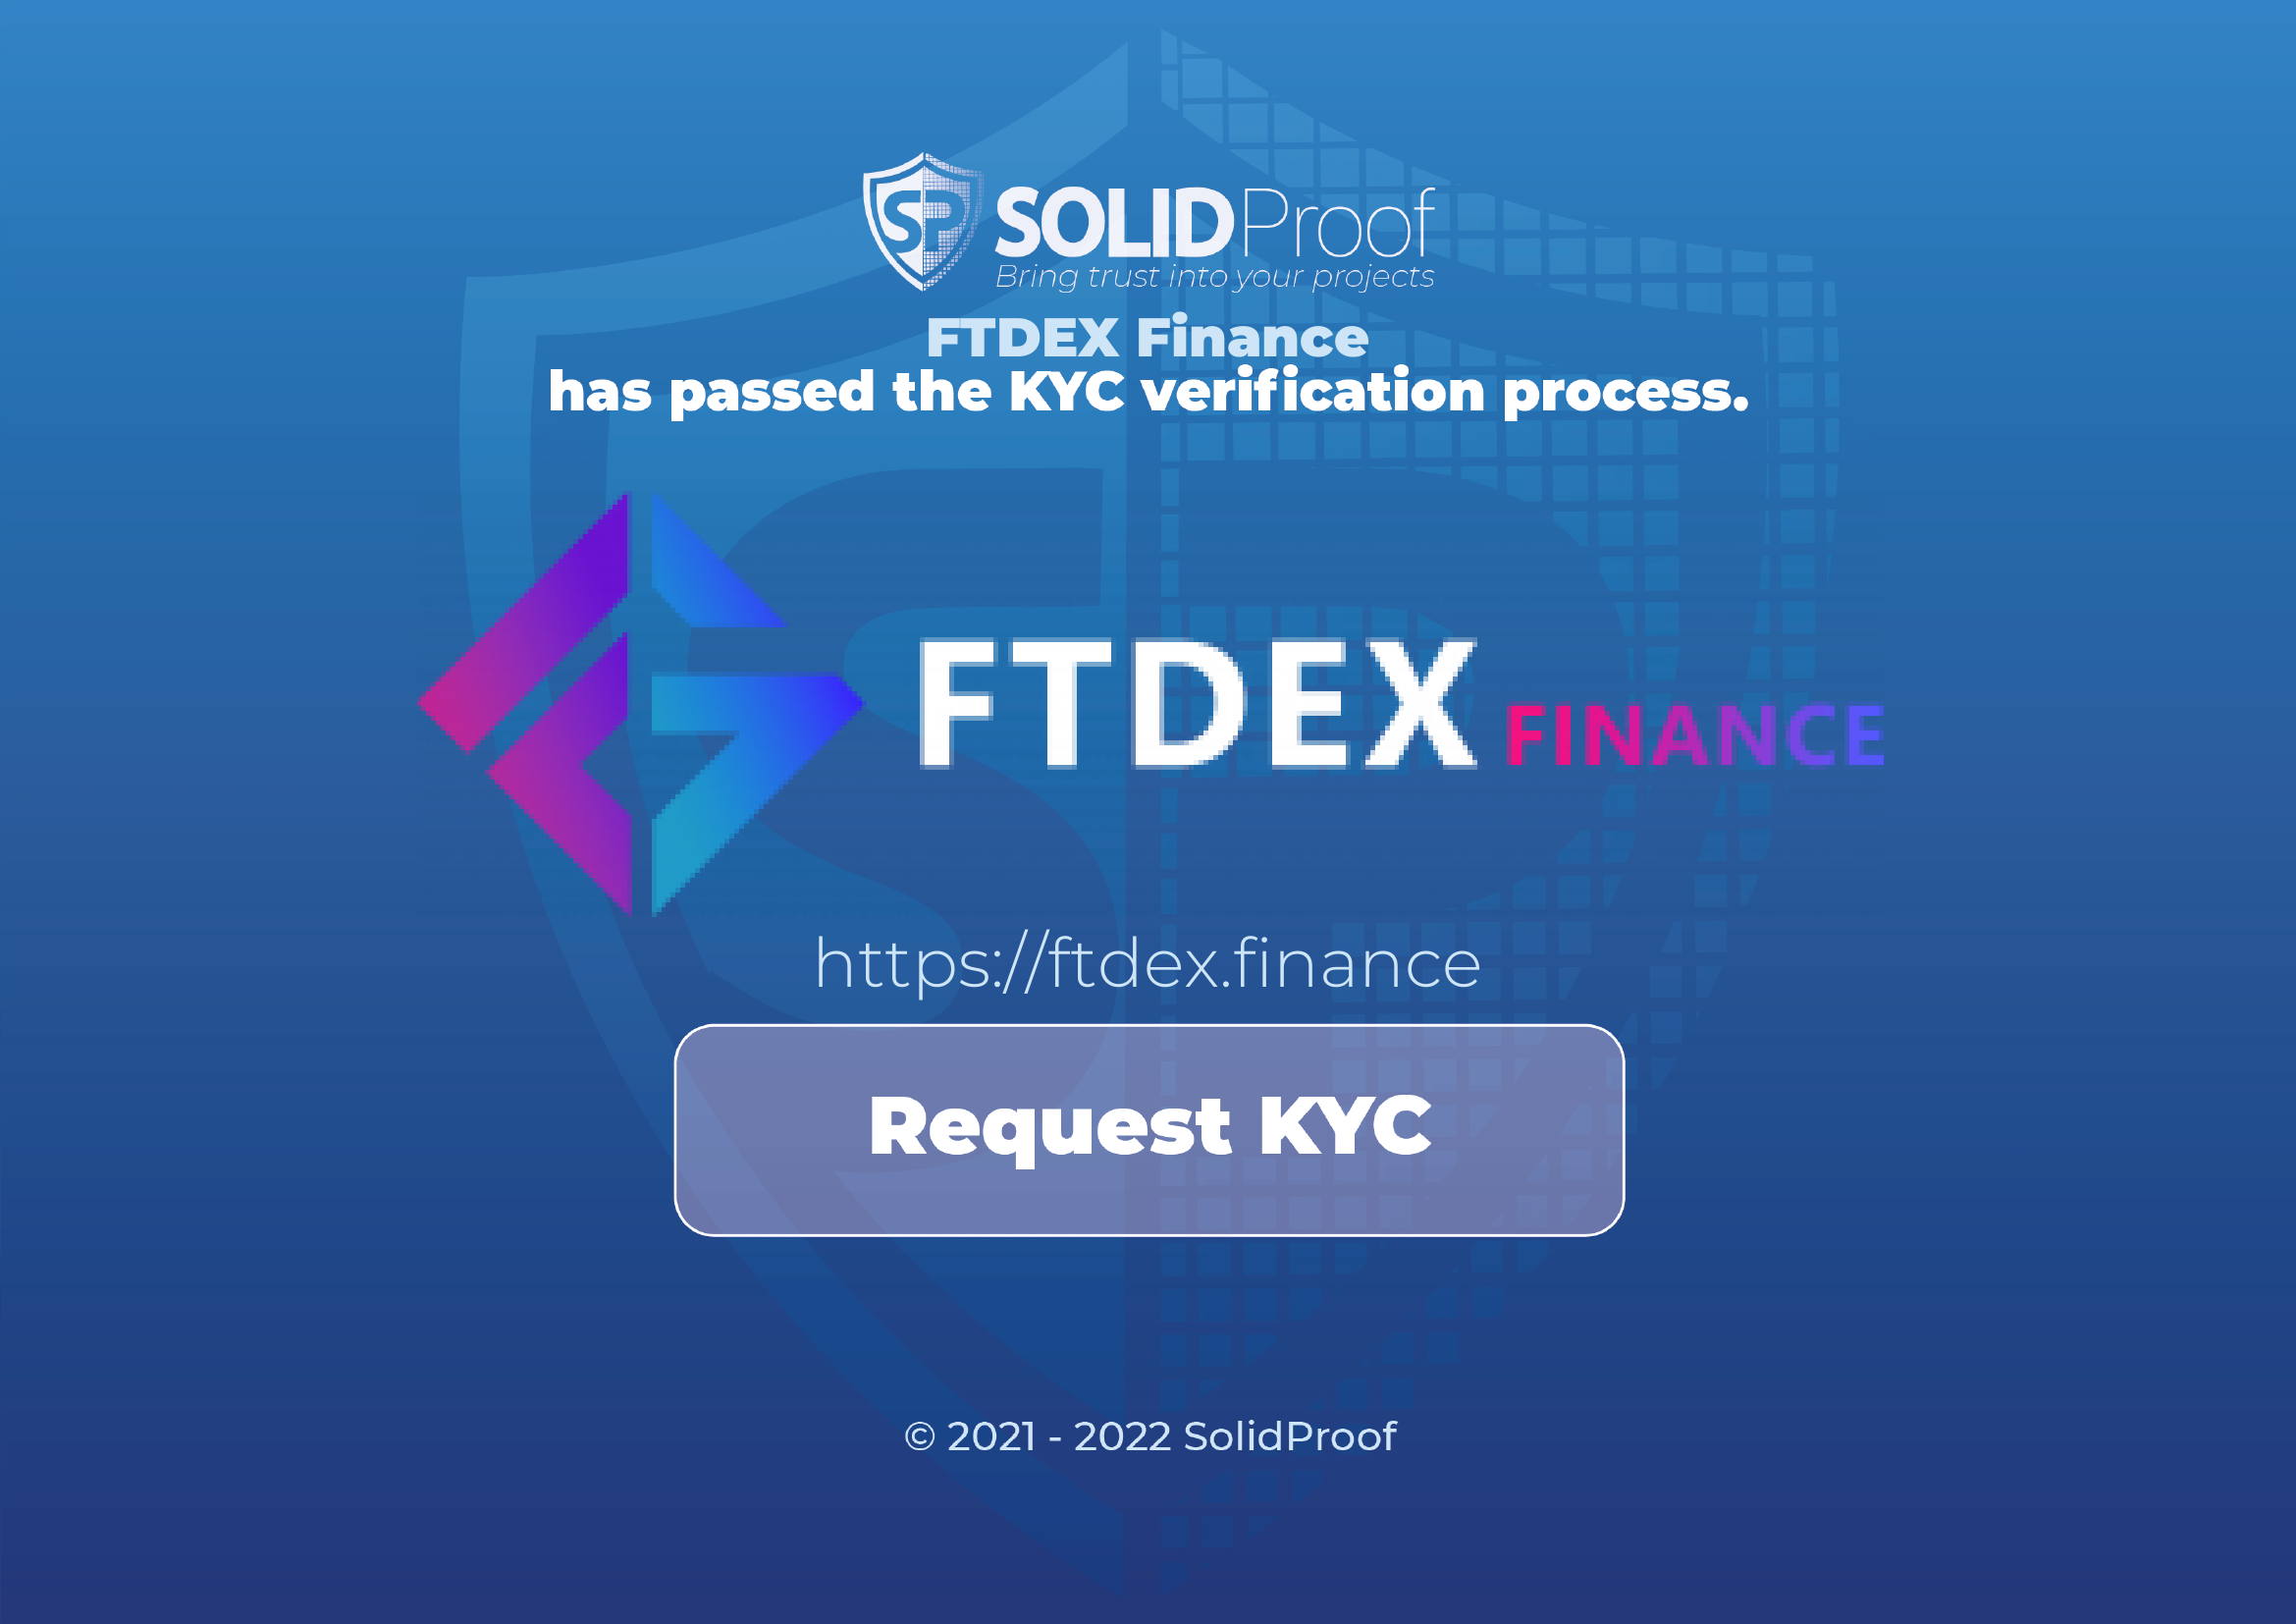 SP SOLIDProof
Bring trust into your projects
FTDEX Finance
has passed the KYC verification process.
FTDEX FINANCE
https://ftdex.finance
Request KYC
© 2021 - 2022 SolidProof